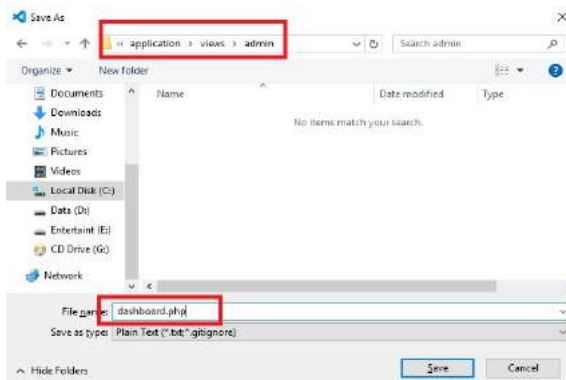 Save As
« application › views › admin
Search admin
Organize
New folder
Name
Date modified
Type
No items match your search.
Documents
Downloads
Music
Pictures
Videos
Local Disk (C:)
Data (D:)
Entertaint (E:)
CD Drive (G:)
Network
File name: dashboard.php
Save as type: Plain Text (*.txt;*.gitignore)
Hide Folders
Save
Cancel